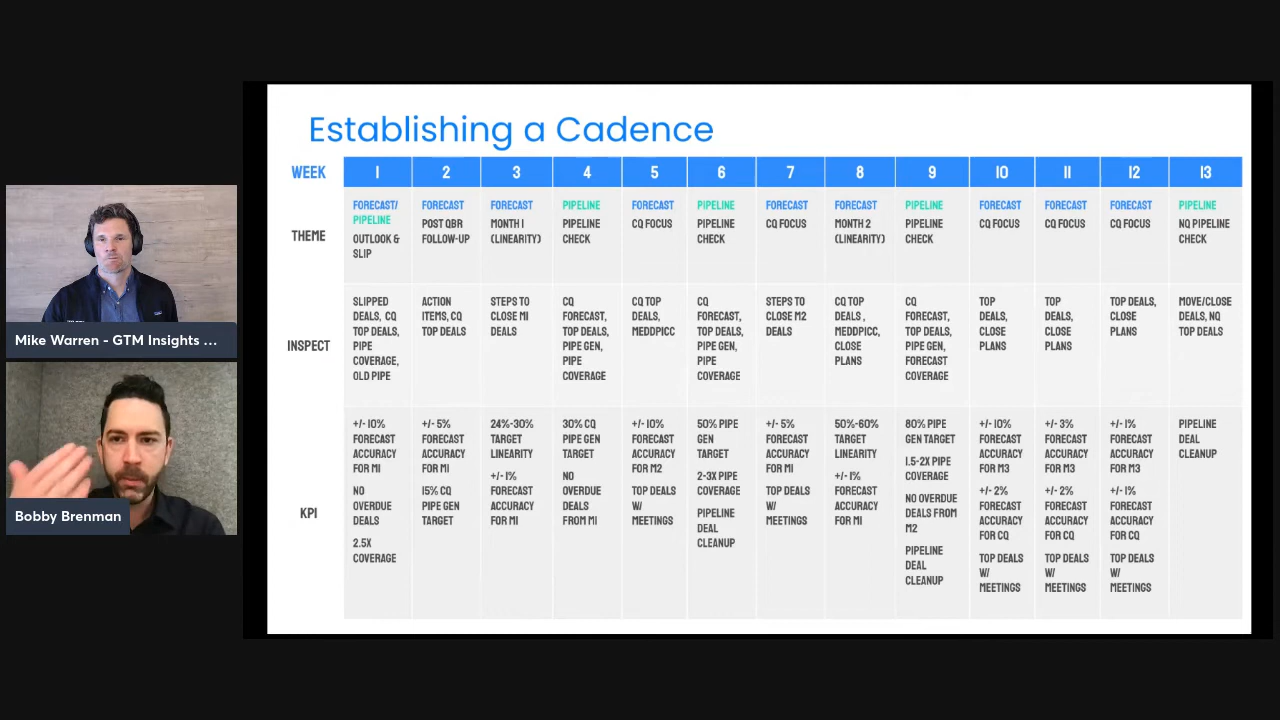 Establishing a Cadence
WEEK 1 2 3 4 5 6 7 8 9 10 11 12 13
THEME
FORECAST/
PIPELINE
OUTLOOK &
SLIP
FORECAST
POST QBR
FOLLOW-UP
FORECAST
MONTH 1
(LINEARITY)
PIPELINE
PIPELINE
CHECK
FORECAST
CQ FOCUS
PIPELINE
PIPELINE
CHECK
FORECAST
CQ FOCUS
FORECAST
MONTH 2
(LINEARITY)
PIPELINE
PIPELINE
CHECK
FORECAST
CQ FOCUS
FORECAST
CQ FOCUS
FORECAST
CQ FOCUS
PIPELINE
NQ PIPELINE
CHECK
INSPECT
SLIPPED
DEALS, CQ
TOP DEALS,
PIPE
COVERAGE,
OLD PIPE
ACTION
ITEMS, CQ
TOP DEALS
STEPS TO
CLOSE M1
DEALS
CQ
FORECAST,
TOP DEALS,
PIPE GEN,
PIPE
COVERAGE
CQ TOP
DEALS,
MEDDPICC
CQ
FORECAST,
TOP DEALS,
PIPE GEN,
PIPE
COVERAGE
STEPS TO
CLOSE M2
DEALS
CQ TOP
DEALS ,
MEDDPICC,
CLOSE
PLANS
CQ
FORECAST,
TOP DEALS,
PIPE GEN,
FORECAST
COVERAGE
TOP
DEALS,
CLOSE
PLANS
TOP
DEALS,
CLOSE
PLANS
TOP DEALS,
CLOSE
PLANS
MOVE/CLOSE
DEALS, NQ
TOP DEALS
KPI
+/- 10%
FORECAST
ACCURACY
FOR M1
NO
OVERDUE
DEALS
2.5X
COVERAGE
+/- 5%
FORECAST
ACCURACY
FOR M1
15% CQ
PIPE GEN
TARGET
24%-30%
TARGET
LINEARITY
+/- 1%
FORECAST
ACCURACY
FOR M1
30% CQ
PIPE GEN
TARGET
NO
OVERDUE
DEALS
FROM M1
+/- 10%
FORECAST
ACCURACY
FOR M2
TOP DEALS
W/
MEETINGS
50% PIPE
GEN
TARGET
2-3X PIPE
COVERAGE
PIPELINE
DEAL
CLEANUP
+/- 5%
FORECAST
ACCURACY
FOR M1
TOP DEALS
W/
MEETINGS
50%-60%
TARGET
LINEARITY
+/- 1%
FORECAST
ACCURACY
FOR M1
80% PIPE
GEN TARGET
1.5-2X PIPE
COVERAGE
NO OVERDUE
DEALS FROM
M2
PIPELINE
DEAL
CLEANUP
+/- 10%
FORECAST
ACCURACY
FOR M3
+/- 2%
FORECAST
ACCURACY
FOR CQ
TOP DEALS
W/
MEETINGS
+/- 3%
FORECAST
ACCURACY
FOR M3
+/- 2%
FORECAST
ACCURACY
FOR CQ
TOP DEALS
W/
MEETINGS
+/- 1%
FORECAST
ACCURACY
FOR M3
+/- 1%
FORECAST
ACCURACY
FOR CQ
TOP DEALS
W/
MEETINGS
PIPELINE
DEAL
CLEANUP
Mike Warren - GTM Insights ...
Bobby Brenman